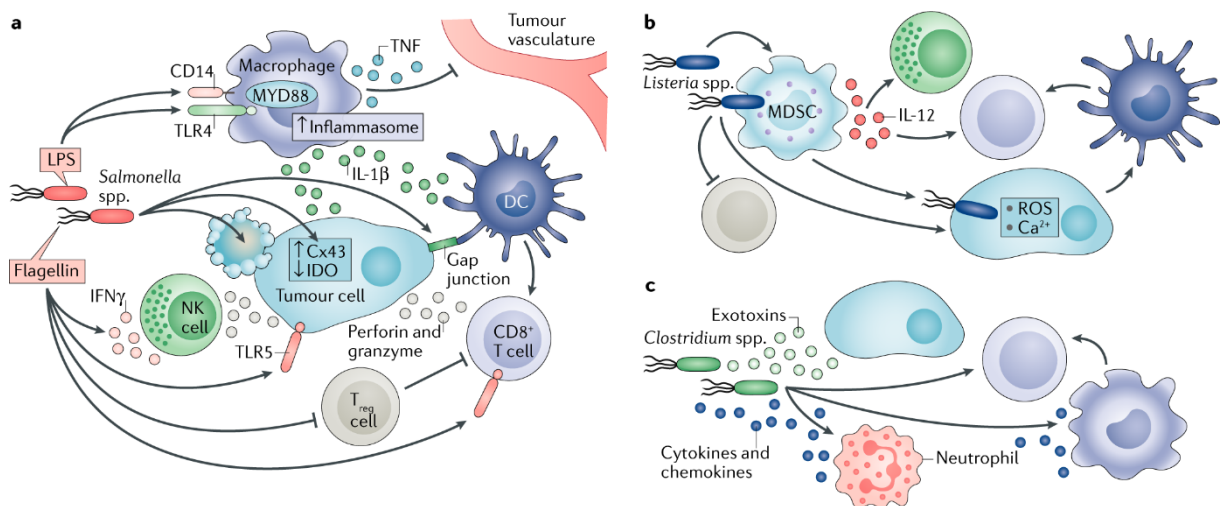 a
Tumour
vasculature
TNF
CD14
Macrophage
MYD88
TLR4
↑ Inflammasome
IL-1β
LPS
Salmonella
spp.
DC
↑ Cx43
↓ IDO
Gap
junction
Flagellin
Tumour cell
IFNγ
NK
cell
Perforin and
granzyme
CD8⁺
T cell
TLR5
Treg
cell
b
Listeria spp.
MDSC
IL-12
ROS
Ca²⁺
c
Exotoxins
Clostridium spp.
Cytokines and
chemokines
Neutrophil